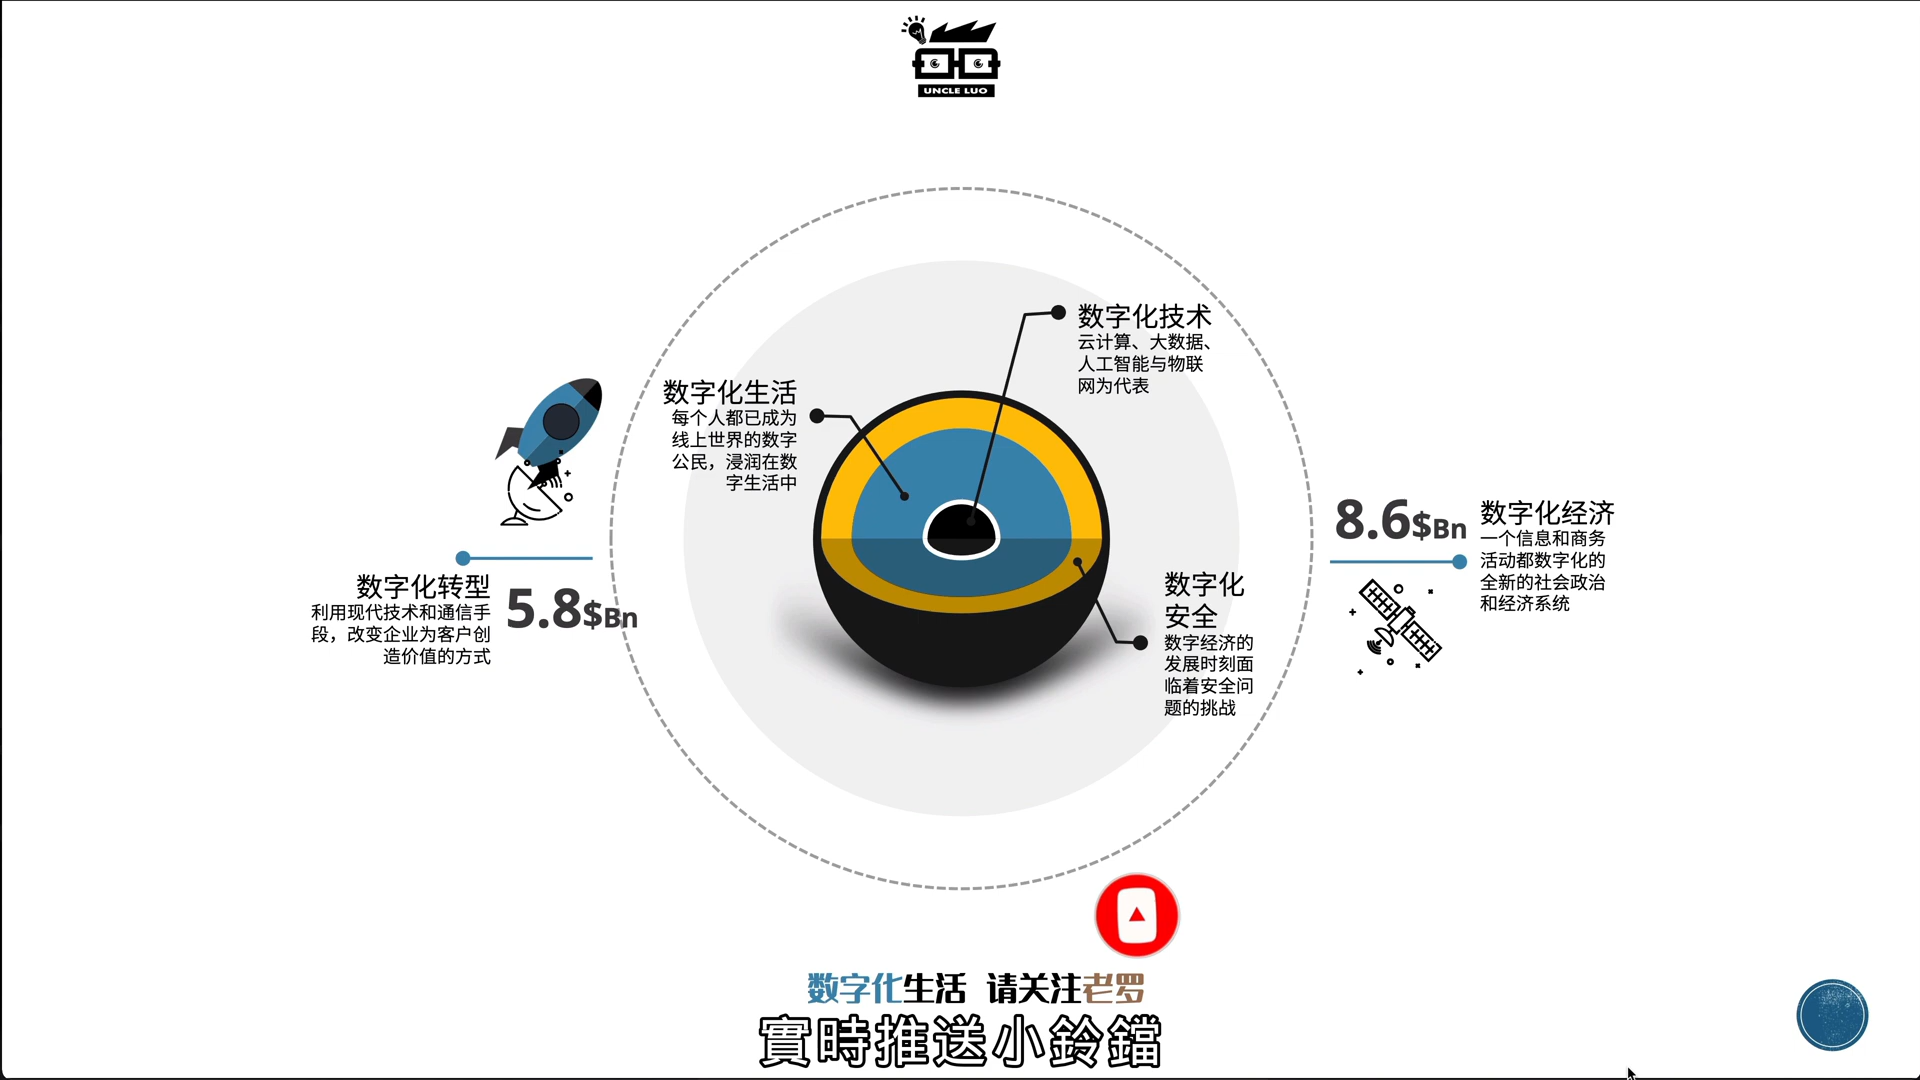 UNCLE LUO
数字化技术
云计算、大数据、
人工智能与物联
网为代表
数字化生活
每个人都已成为
线上世界的数字
公民，浸润在数
字生活中
8.6$Bn
数字化经济
一个信息和商务
活动都数字化的
全新的社会政治
和经济系统
数字化转型
利用现代技术和通信手
段，改变企业为客户创
造价值的方式
5.8$Bn
数字化
安全
数字经济的
发展时刻面
临着安全问
题的挑战
数字化生活 请关注老罗
實時推送小鈴鐺